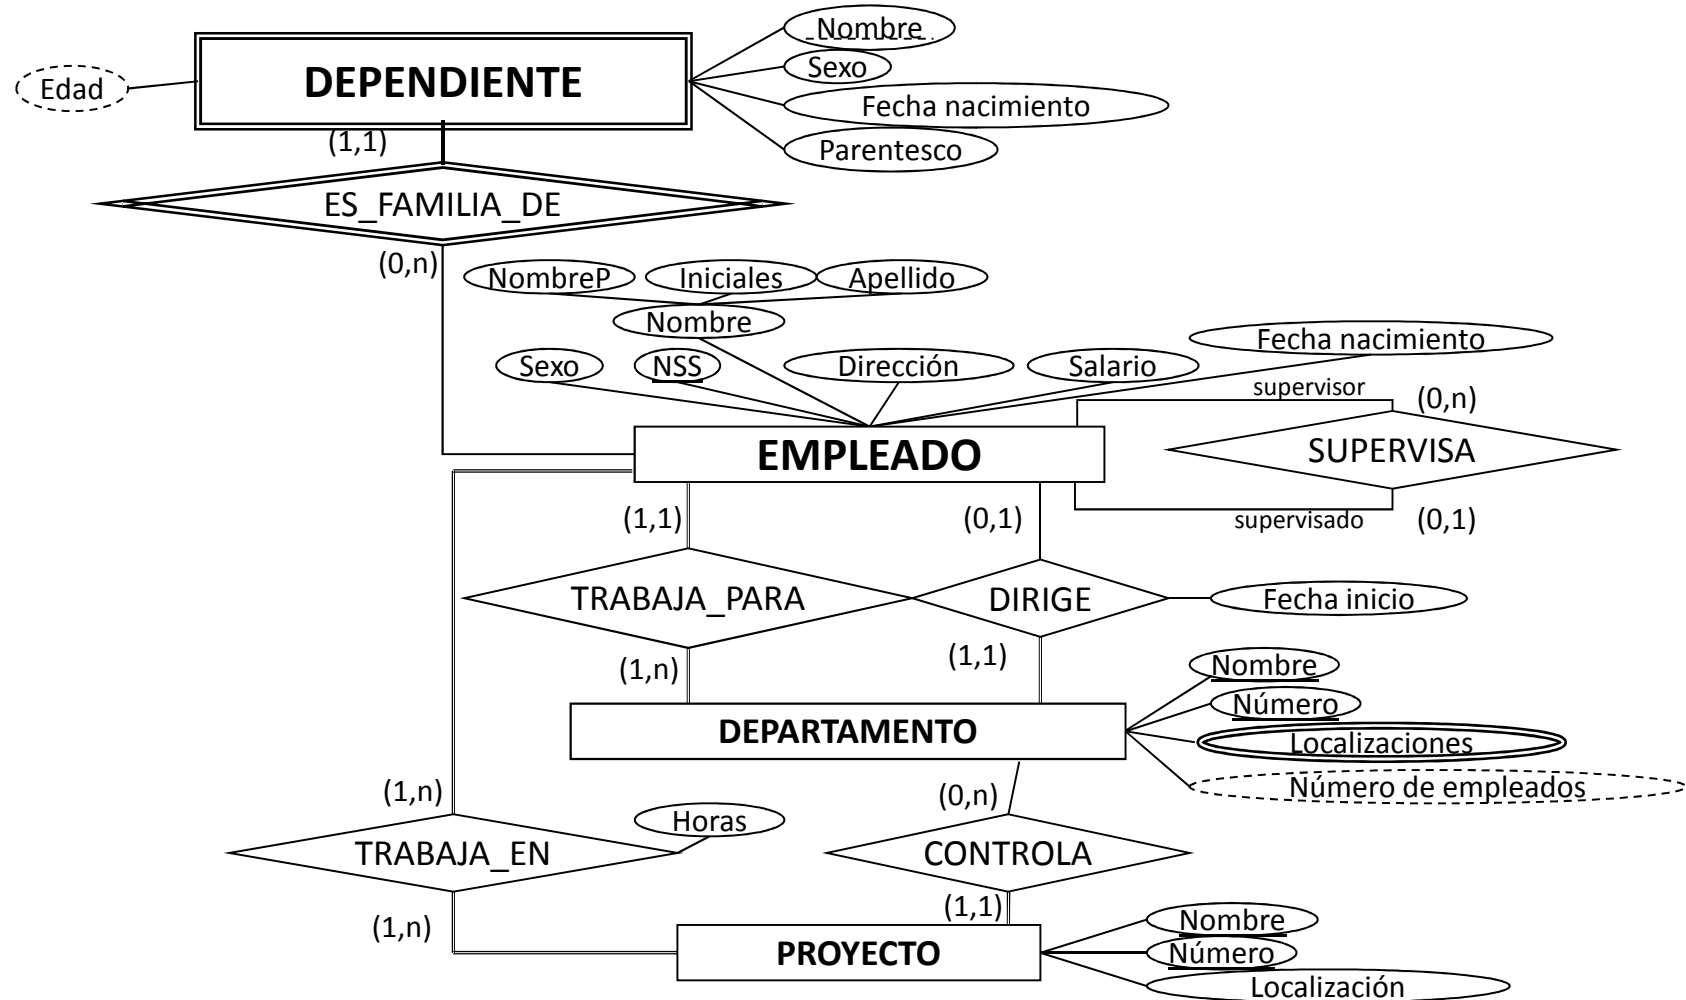 Nombre
Sexo
Edad
DEPENDIENTE
Fecha nacimiento
(1,1)
Parentesco
ES_FAMILIA_DE
(0,n)
NombreP
Iniciales
Apellido
Nombre
Fecha nacimiento
Sexo
NSS
Dirección
Salario
supervisor
(0,n)
EMPLEADO
SUPERVISA
(1,1)
(0,1)
supervisado
(0,1)
TRABAJA_PARA
DIRIGE
Fecha inicio
(1,n)
(1,1)
Nombre
Número
DEPARTAMENTO
Localizaciones
Número de empleados
(1,n)
(0,n)
Horas
TRABAJA_EN
CONTROLA
(1,n)
(1,1)
Nombre
PROYECTO
Número
Localización